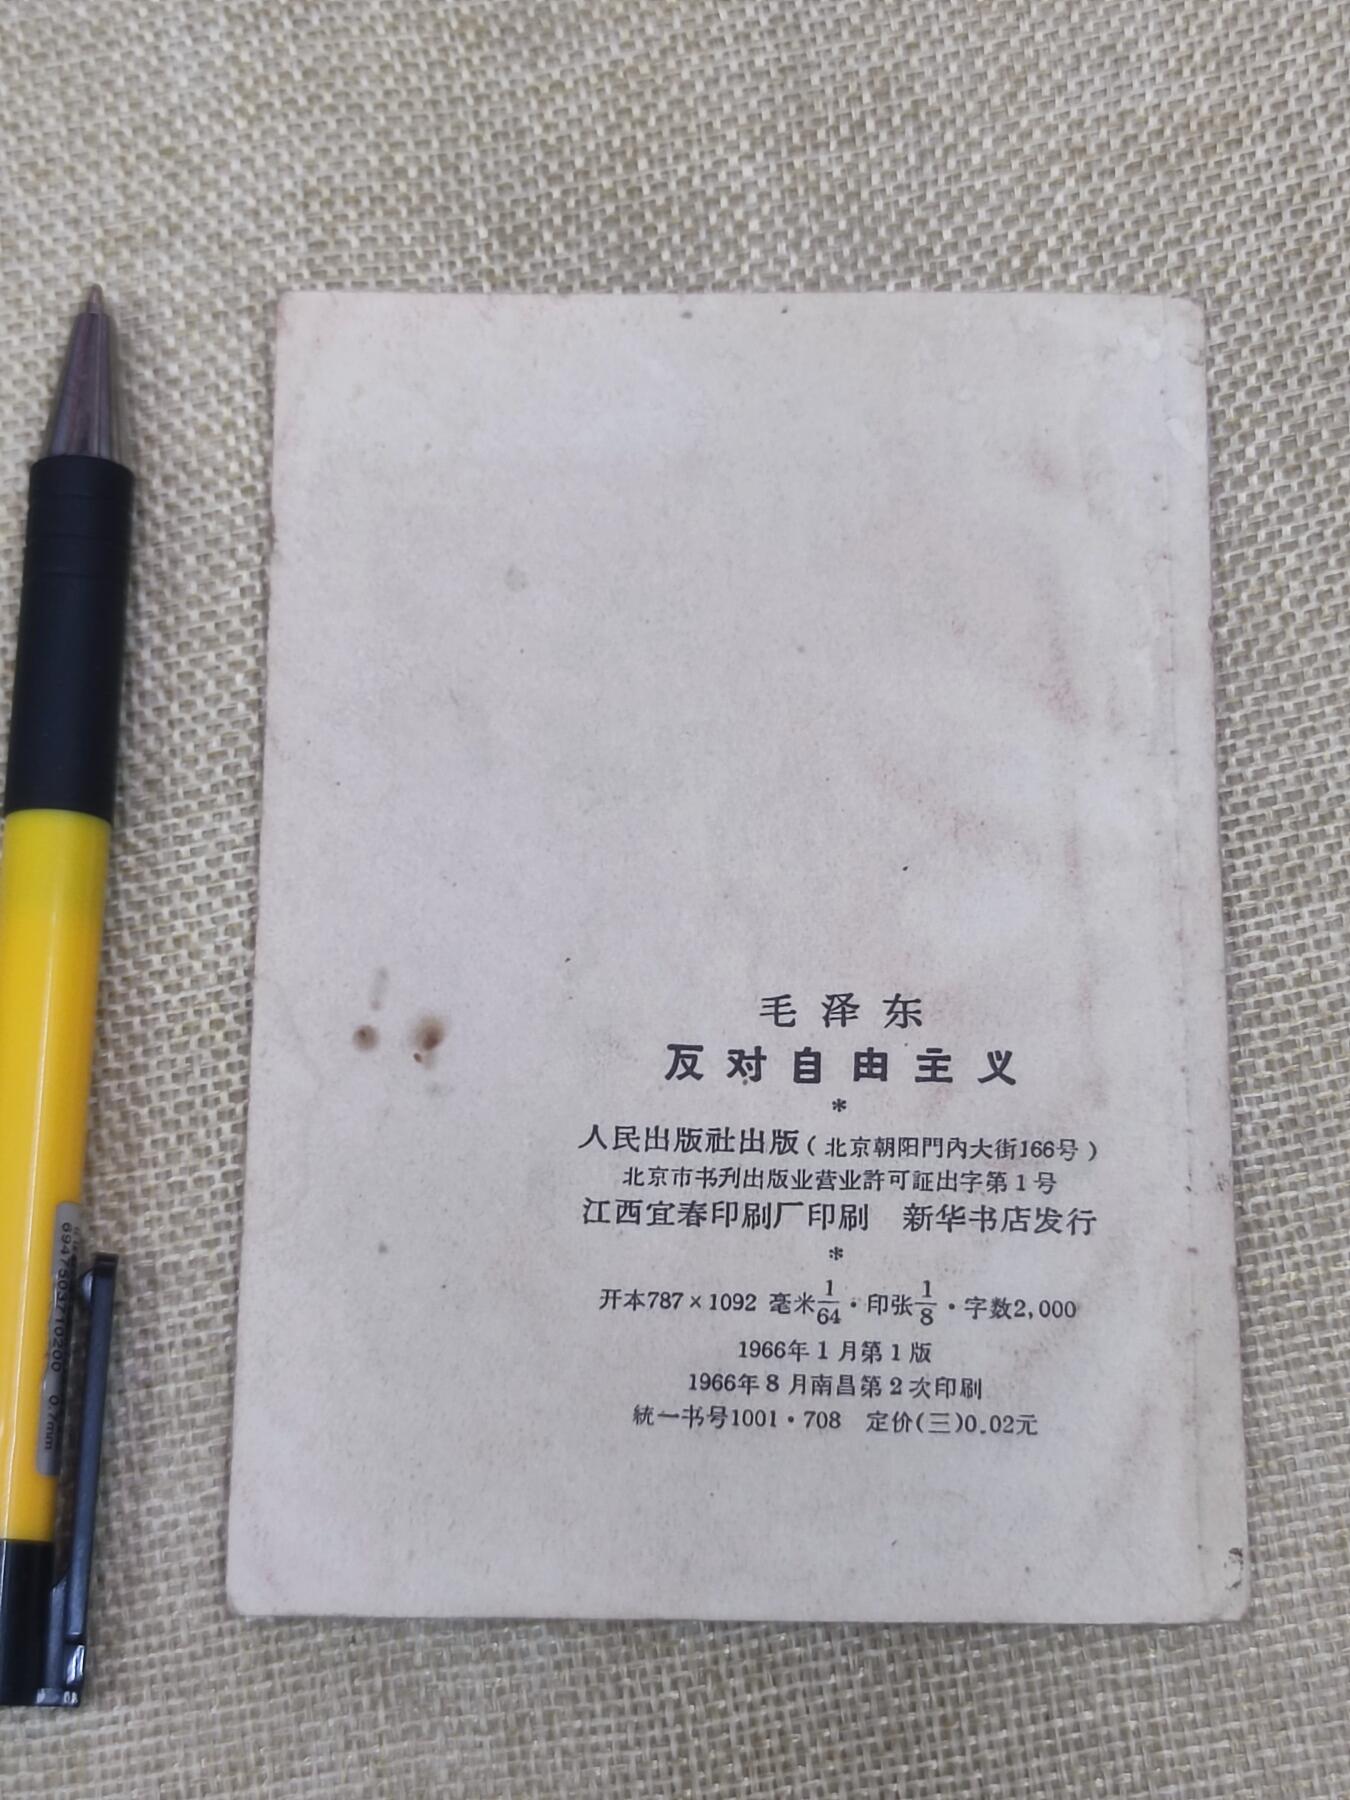 毛泽东
反对自由主义
*
人民出版社出版(北京朝阳門內大街166号)
北京市书刊出版业营业許可証出字第1号
江西宜春印刷厂印刷 新华书店发行
*
开本787×1092 毫米1/64·印张1/8·字数2,000
1966年1月第1版
1966年8月南昌第2次印刷
統一书号1001·708 定价(三)0.02元
6947503710200 0.7mm